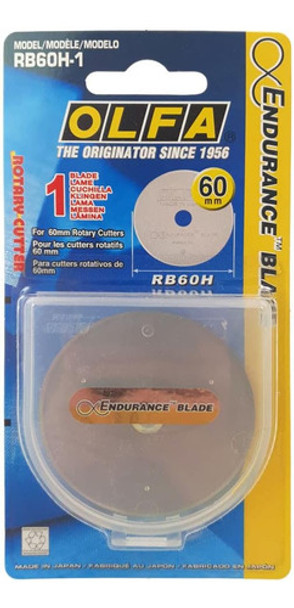 MODEL/MODÈLE/MODELO
RB60H-1
ENDURANCE™ BLADE
OLFA®
THE ORIGINATOR SINCE 1956
ROTARY CUTTER
1
BLADE
LAME
CUCHILLA
KLINGEN
LAMA
MESSEN
LÂMINA
60
mm
For 60mm Rotary Cutters
Pour les cutters rotatifs
60 mm
Para cutters rotativos de
60mm
RB60H
ENDURANCE™ BLADE
MADE IN JAPAN / FABRIQUÉ AU JAPON / FABRICADO EN JAPÓN